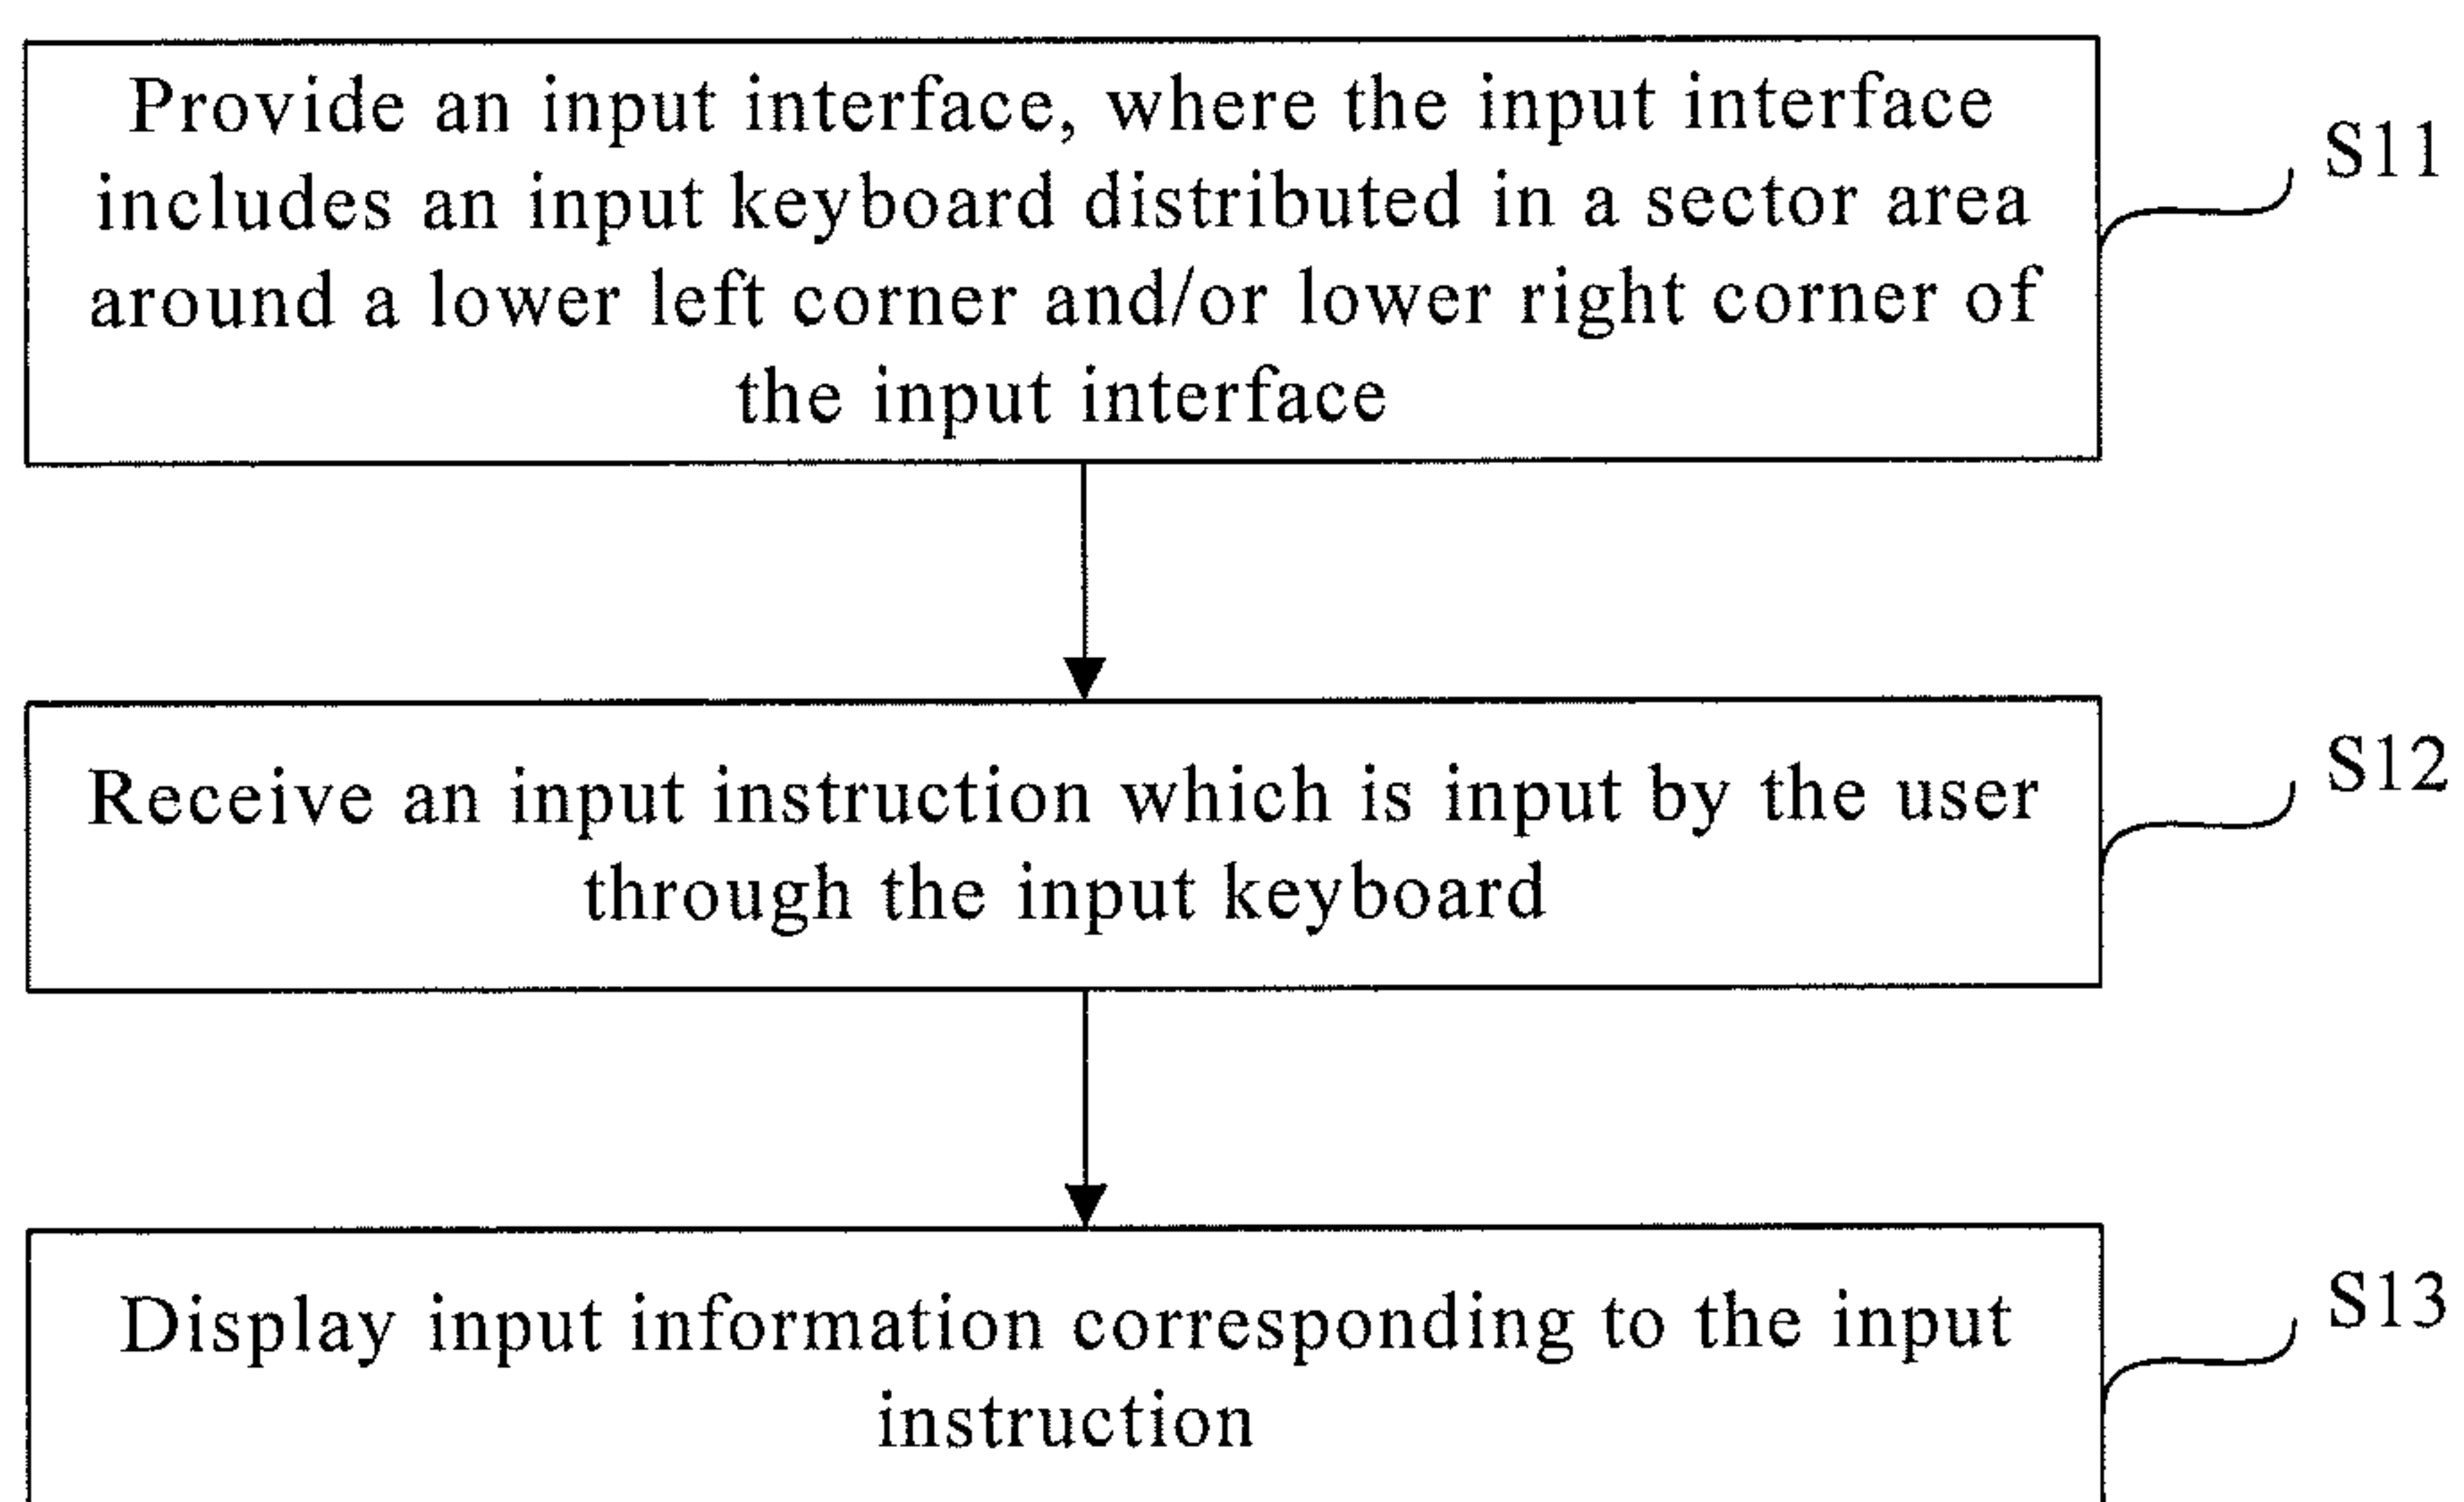 Provide an input interface, where the input interface
includes an input keyboard distributed in a sector area
around a lower left corner and/or lower right corner of
the input interface
S11
Receive an input instruction which is input by the user
through the input keyboard
S12
Display input information corresponding to the input
instruction
S13